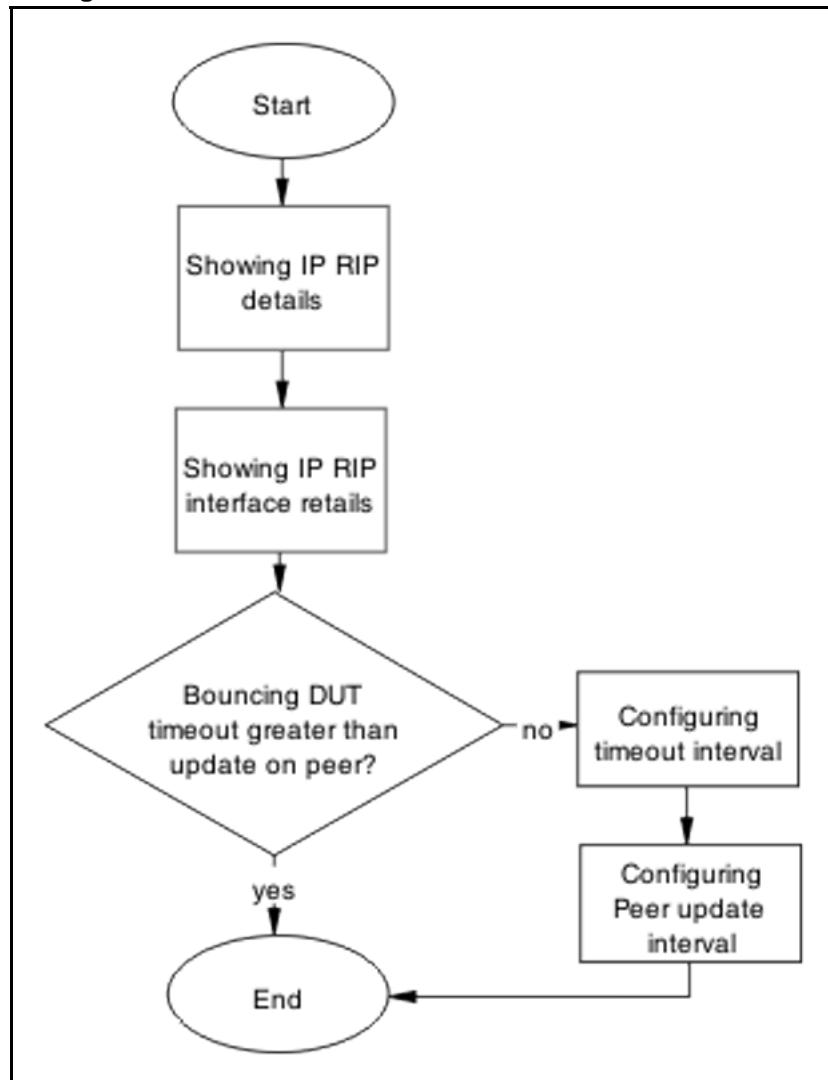 Start
Showing IP RIP
details
Showing IP RIP
interface retails
Bouncing DUT
timeout greater than
update on peer?
no
Configuring
timeout interval
Configuring
Peer update
interval
yes
End